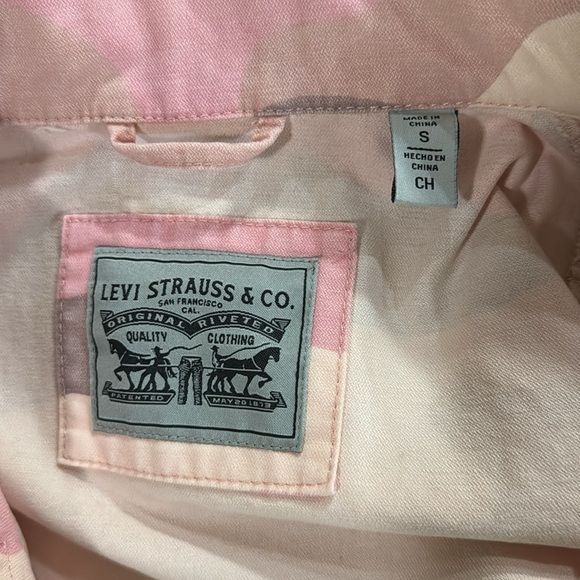 MADE IN
CHINA
S
HECHO EN
CHINA
CH
LEVI STRAUSS & CO.
SAN FRANCISCO
CAL.
ORIGINAL RIVETED
QUALITY CLOTHING
PATENTED MAY 20 1873